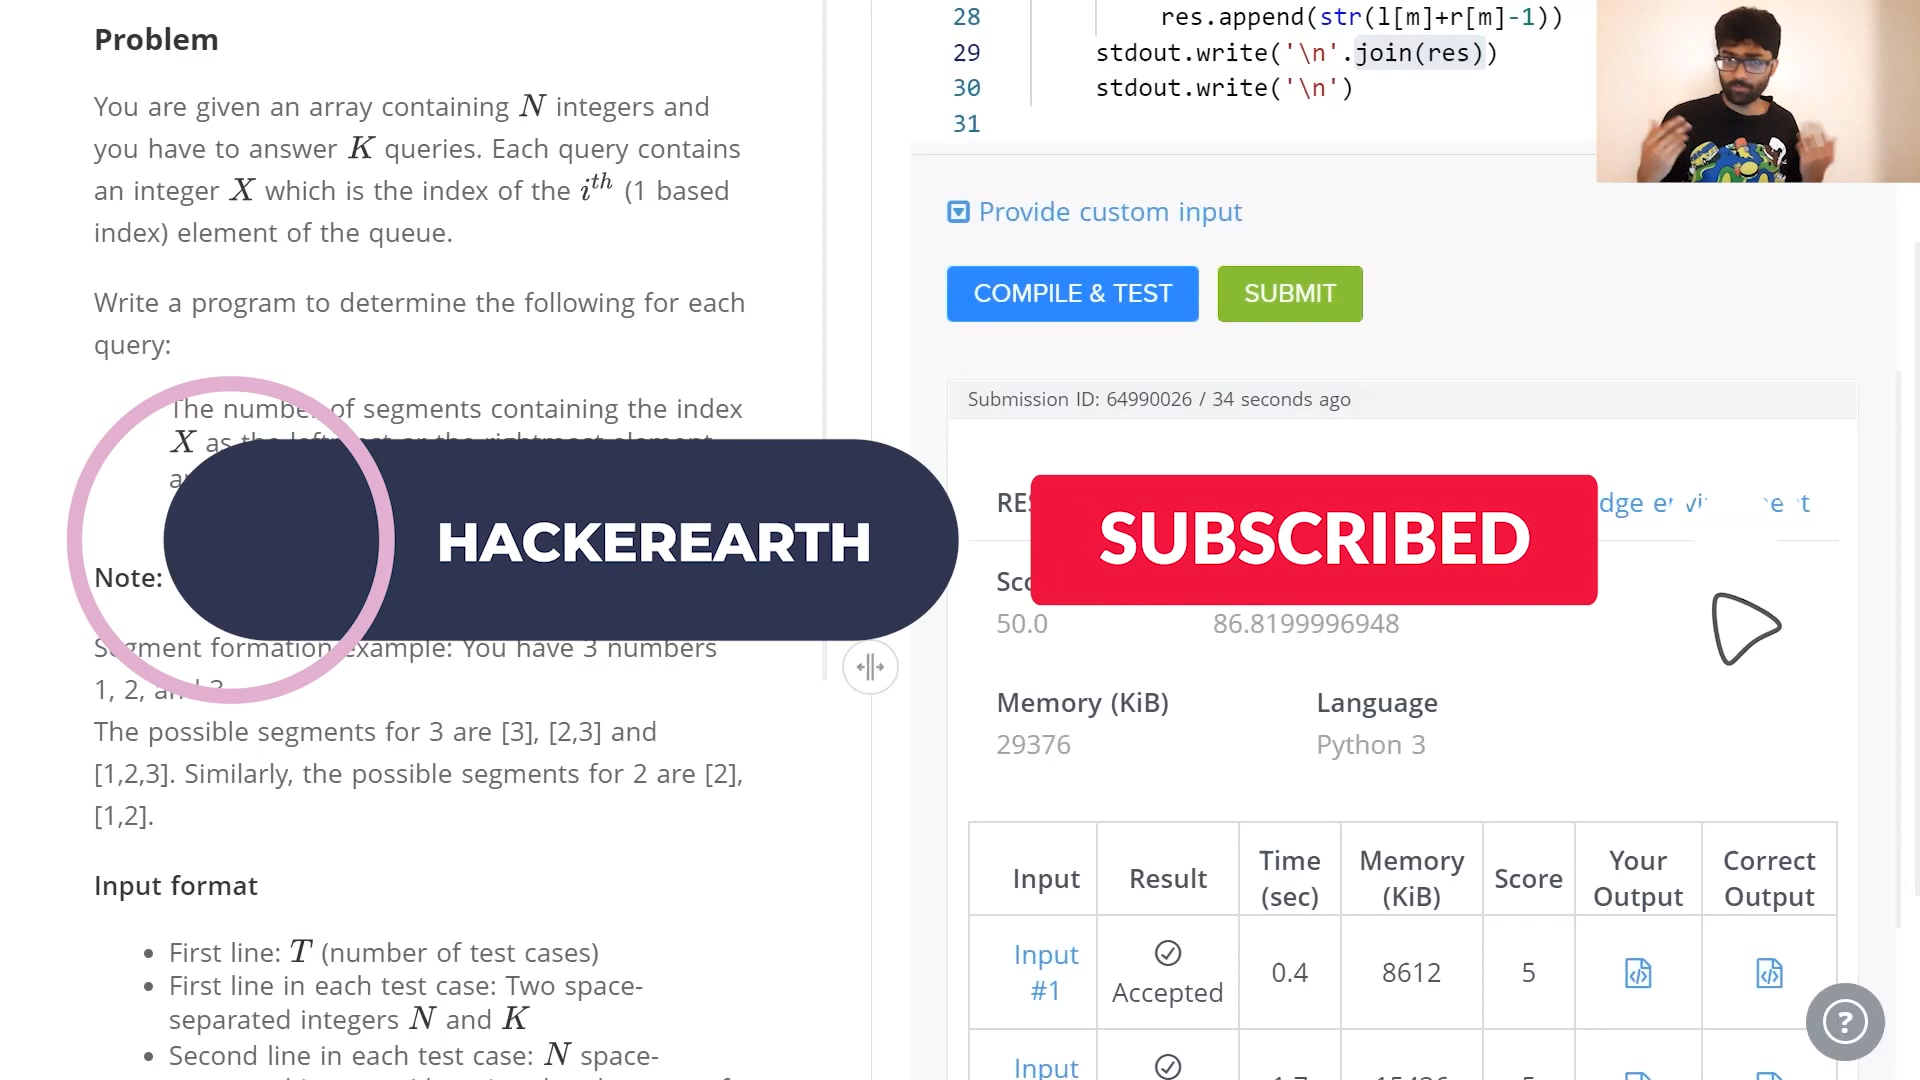 Problem
You are given an array containing N integers and
you have to answer K queries. Each query contains
an integer X which is the index of the i^th (1 based
index) element of the queue.
Write a program to determine the following for each
query:
The number of segments containing the index
X as
Note:
Segment formation example: You have 3 numbers
1, 2, and 3
The possible segments for 3 are [3], [2,3] and
[1,2,3]. Similarly, the possible segments for 2 are [2],
[1,2].
Input format
• First line: T (number of test cases)
• First line in each test case: Two space-
separated integers N and K
• Second line in each test case: N space-
HACKEREARTH
SUBSCRIBED
28 res.append(str(l[m]+r[m]-1))
29 stdout.write('\n'.join(res))
30 stdout.write('\n')
31
Provide custom input
COMPILE & TEST SUBMIT
Submission ID: 64990026 / 34 seconds ago
50.0 86.8199996948
Memory (KiB) Language
29376 Python 3
Input Result Time (sec) Memory (KiB) Score Your Output Correct Output
Input #1 Accepted 0.4 8612 5
Input
?